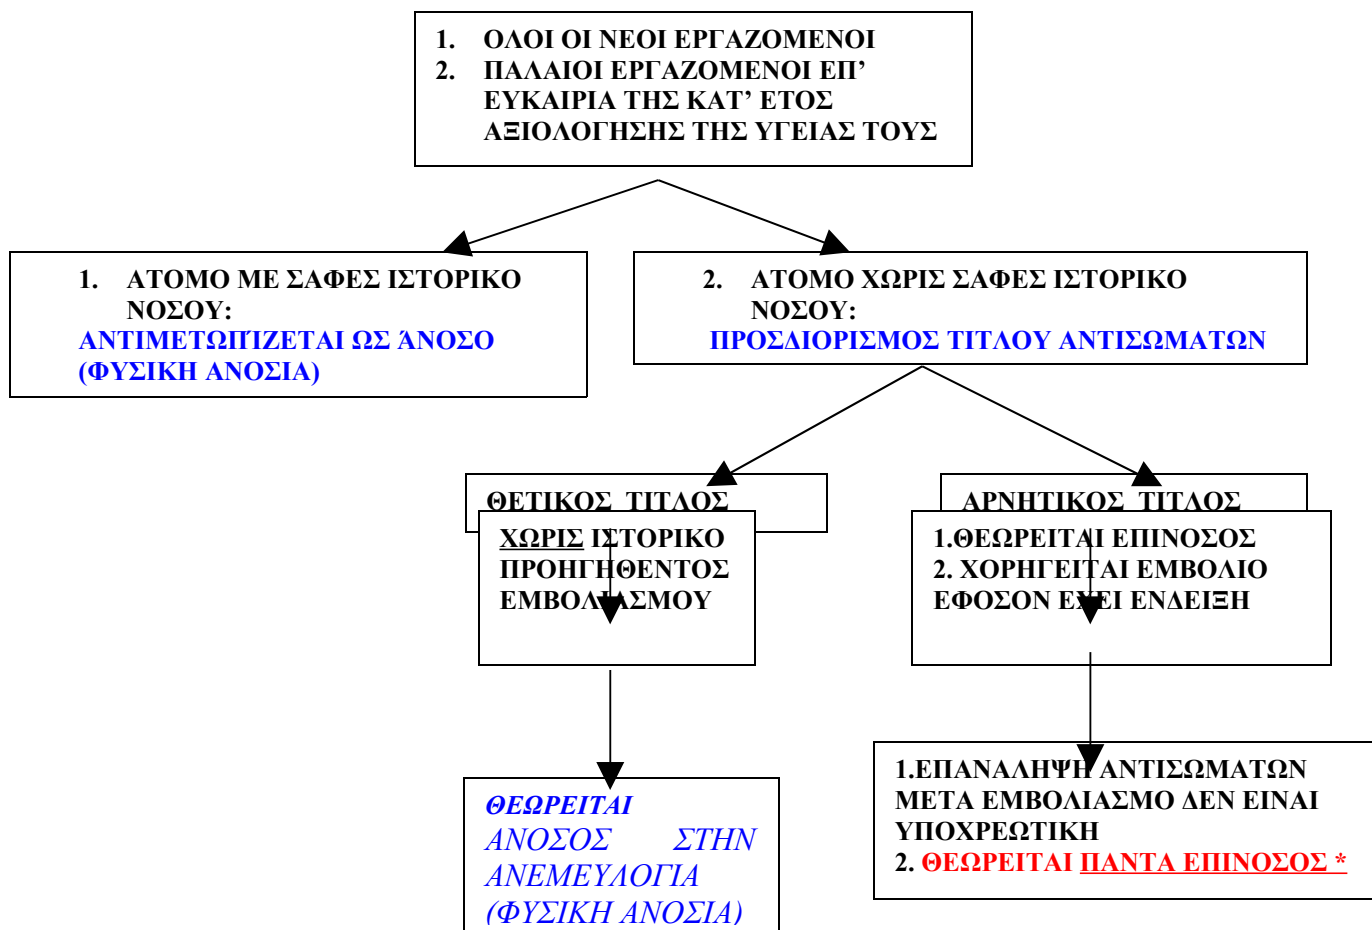 1. ΟΛΟΙ ΟΙ ΝΕΟΙ ΕΡΓΑΖΟΜΕΝΟΙ
2. ΠΑΛΑΙΟΙ ΕΡΓΑΖΟΜΕΝΟΙ ΕΠ’
ΕΥΚΑΙΡΙΑ ΤΗΣ ΚΑΤ’ ΕΤΟΣ
ΑΞΙΟΛΟΓΗΣΗΣ ΤΗΣ ΥΓΕΙΑΣ ΤΟΥΣ
1. ΑΤΟΜΟ ΜΕ ΣΑΦΕΣ ΙΣΤΟΡΙΚΟ
ΝΟΣΟΥ:
ΑΝΤΙΜΕΤΩΠΊΖΕΤΑΙ ΩΣ ΆΝΟΣΟ
(ΦΥΣΙΚΗ ΑΝΟΣΙΑ)
2. ΑΤΟΜΟ ΧΩΡΙΣ ΣΑΦΕΣ ΙΣΤΟΡΙΚΟ
ΝΟΣΟΥ:
ΠΡΟΣΔΙΟΡΙΣΜΟΣ ΤΙΤΛΟΥ ΑΝΤΙΣΩΜΑΤΩΝ
ΘΕΤΙΚΟΣ ΤΙΤΛΟΣ
ΧΩΡΙΣ ΙΣΤΟΡΙΚΟ
ΠΡΟΗΓΗΘΕΝΤΟΣ
ΕΜΒΟΛΙΑΣΜΟΥ
ΑΡΝΗΤΙΚΟΣ ΤΙΤΛΟΣ
1.ΘΕΩΡΕΙΤΑΙ ΕΠΙΝΟΣΟΣ
2. ΧΟΡΗΓΕΙΤΑΙ ΕΜΒΟΛΙΟ
ΕΦΟΣΟΝ ΕΧΕΙ ΕΝΔΕΙΞΗ
ΘΕΩΡΕΙΤΑΙ
ΑΝΟΣΟΣ ΣΤΗΝ
ΑΝΕΜΕΥΛΟΓΙΑ
(ΦΥΣΙΚΗ ΑΝΟΣΙΑ)
1.ΕΠΑΝΑΛΗΨΗ ΑΝΤΙΣΩΜΑΤΩΝ
ΜΕΤΑ ΕΜΒΟΛΙΑΣΜΟ ΔΕΝ ΕΙΝΑΙ
ΥΠΟΧΡΕΩΤΙΚΗ
2. ΘΕΩΡΕΙΤΑΙ ΠΑΝΤΑ ΕΠΙΝΟΣΟΣ *